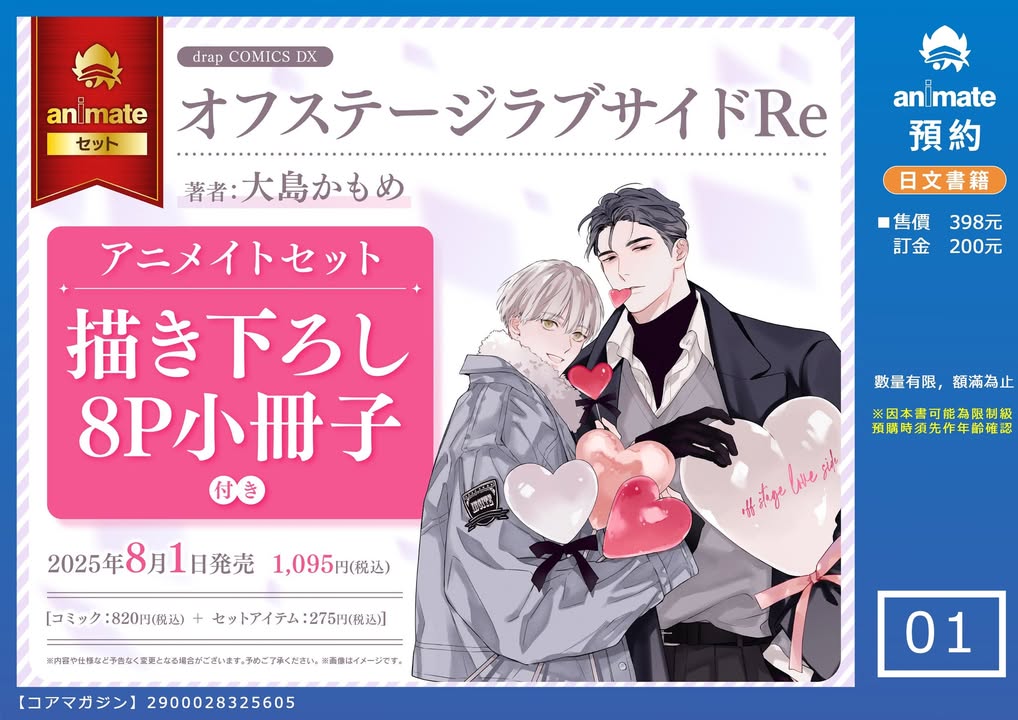 animate
セット
drap COMICS DX
オフステージラブサイドRe
著者:大島かもめ
アニメイトセット
描き下ろし
8P小冊子
付き
2025年8月1日発売 1,095円(税込)
[コミック:820円(税込) + セットアイテム:275円(税込)]
※内容や仕様など予告なく変更となる場合がございます。予めご了承ください。 ※画像はイメージです。
off stage love side
【コアマガジン】2900028325605
animate
預約
日文書籍
■售價 398元
訂金 200元
數量有限，額滿為止
※因本書可能為限制級
預購時須先作年齡確認
01